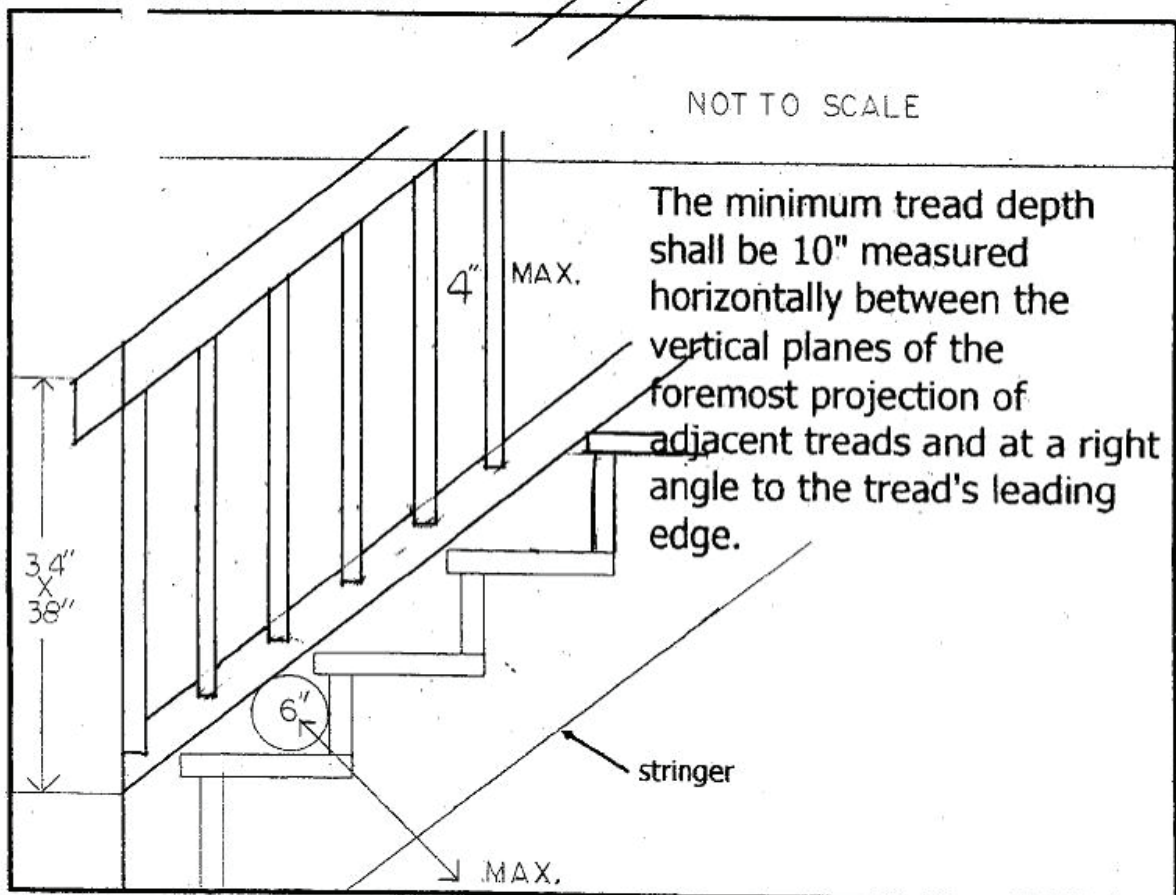 NOT TO SCALE
The minimum tread depth
shall be 10" measured
horizontally between the
vertical planes of the
foremost projection of
adjacent treads and at a right
angle to the tread's leading
edge.
4" MAX.
34"
X
38"
6"
stringer
MAX.